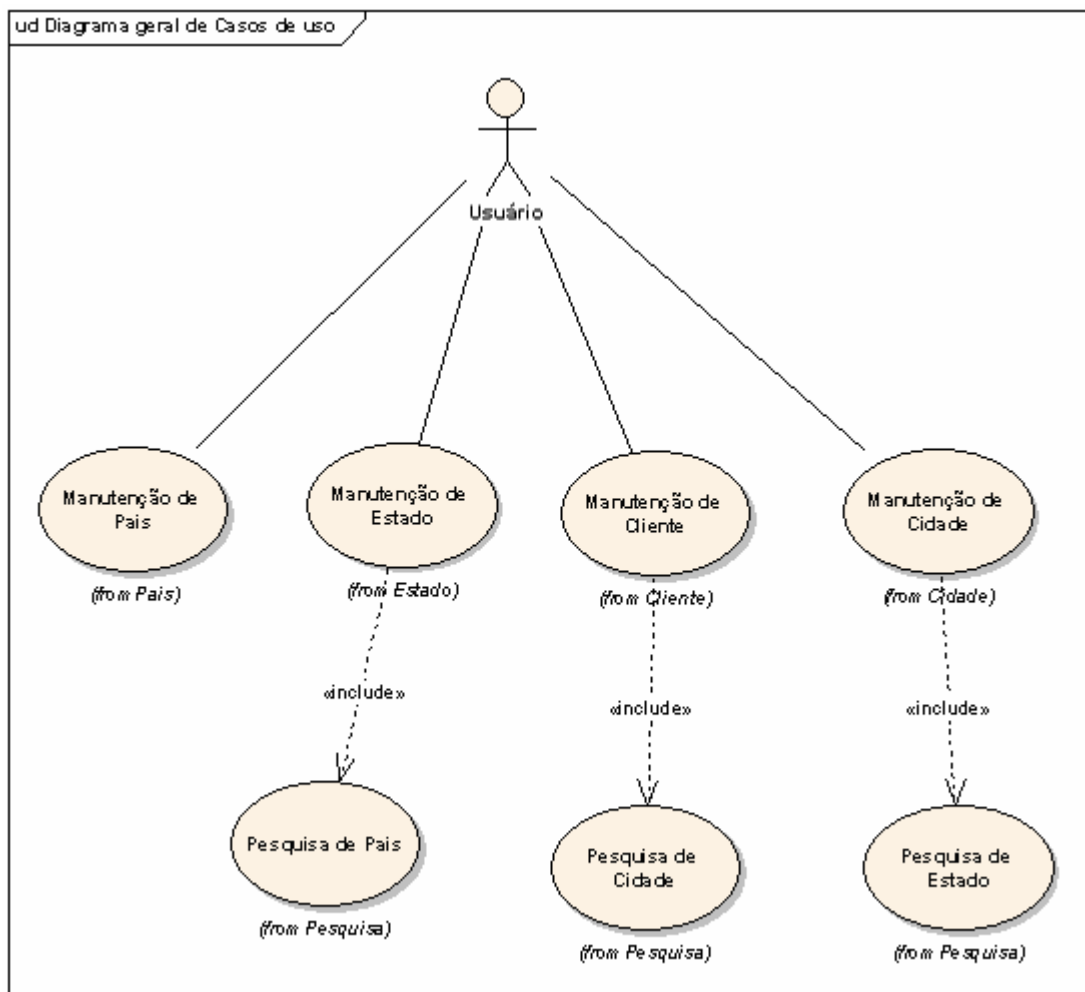 ud Diagrama geral de Casos de uso
Usuário
Manutenção de
Pais
(from Pais)
Manutenção de
Estado
(from Estado)
Manutenção de
Cliente
(from Cliente)
Manutenção de
Cidade
(from Cidade)
«include»
«include»
«include»
Pesquisa de Pais
(from Pesquisa)
Pesquisa de
Cidade
(from Pesquisa)
Pesquisa de
Estado
(from Pesquisa)